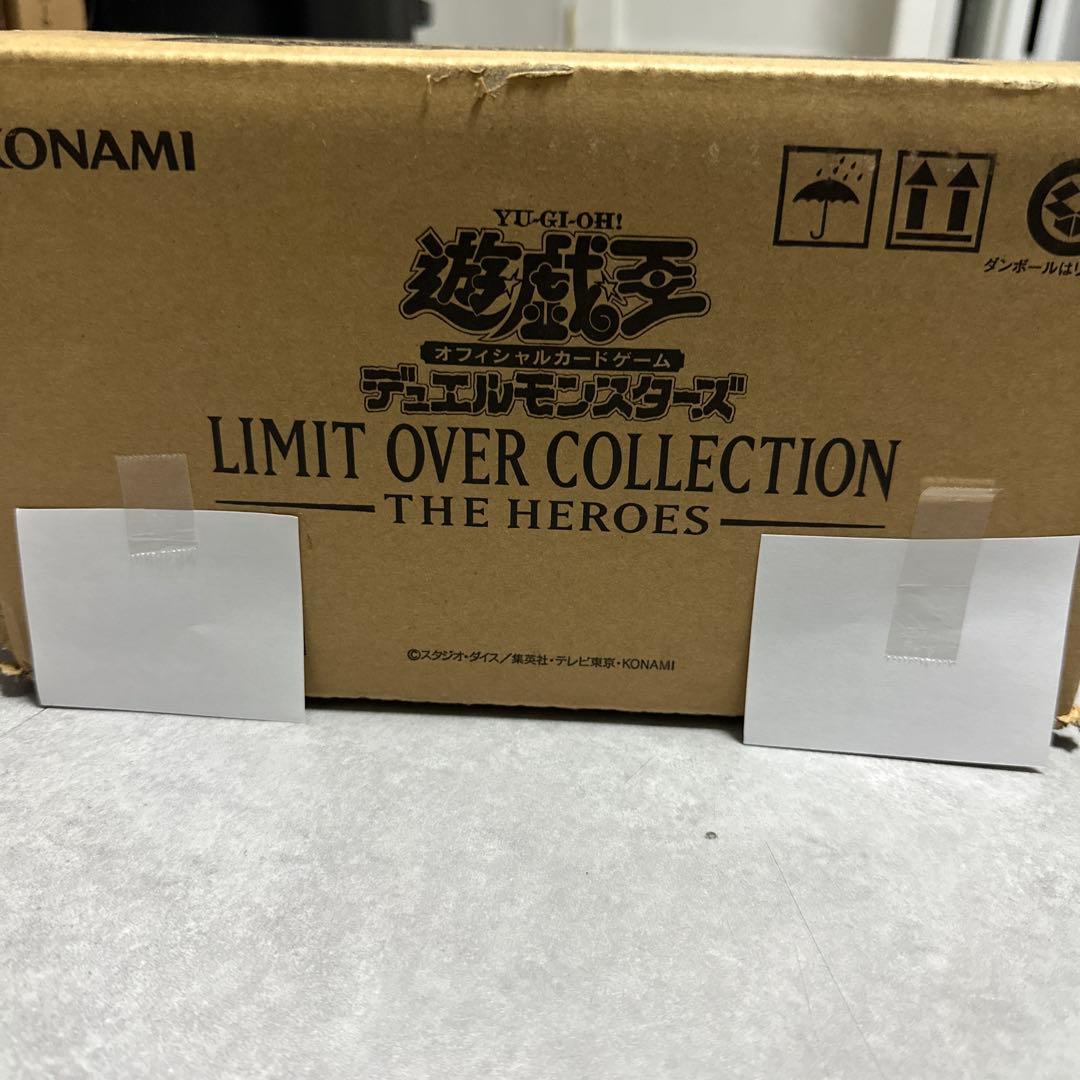 KONAMI
YU-GI-OH!
遊戯王
オフィシャルカードゲーム
デュエルモンスターズ
LIMIT OVER COLLECTION
THE HEROES
ダンボールはリ
©スタジオ・ダイス/集英社・テレビ東京・KONAMI